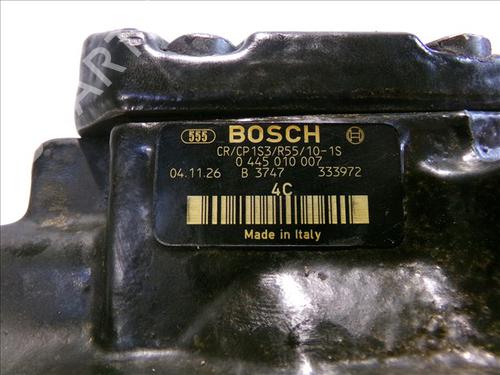 555 BOSCH
CR/CP1S3/R55/10-1S
0 445 010 007
04.11.26 B 3747 333972
4C
Made in Italy